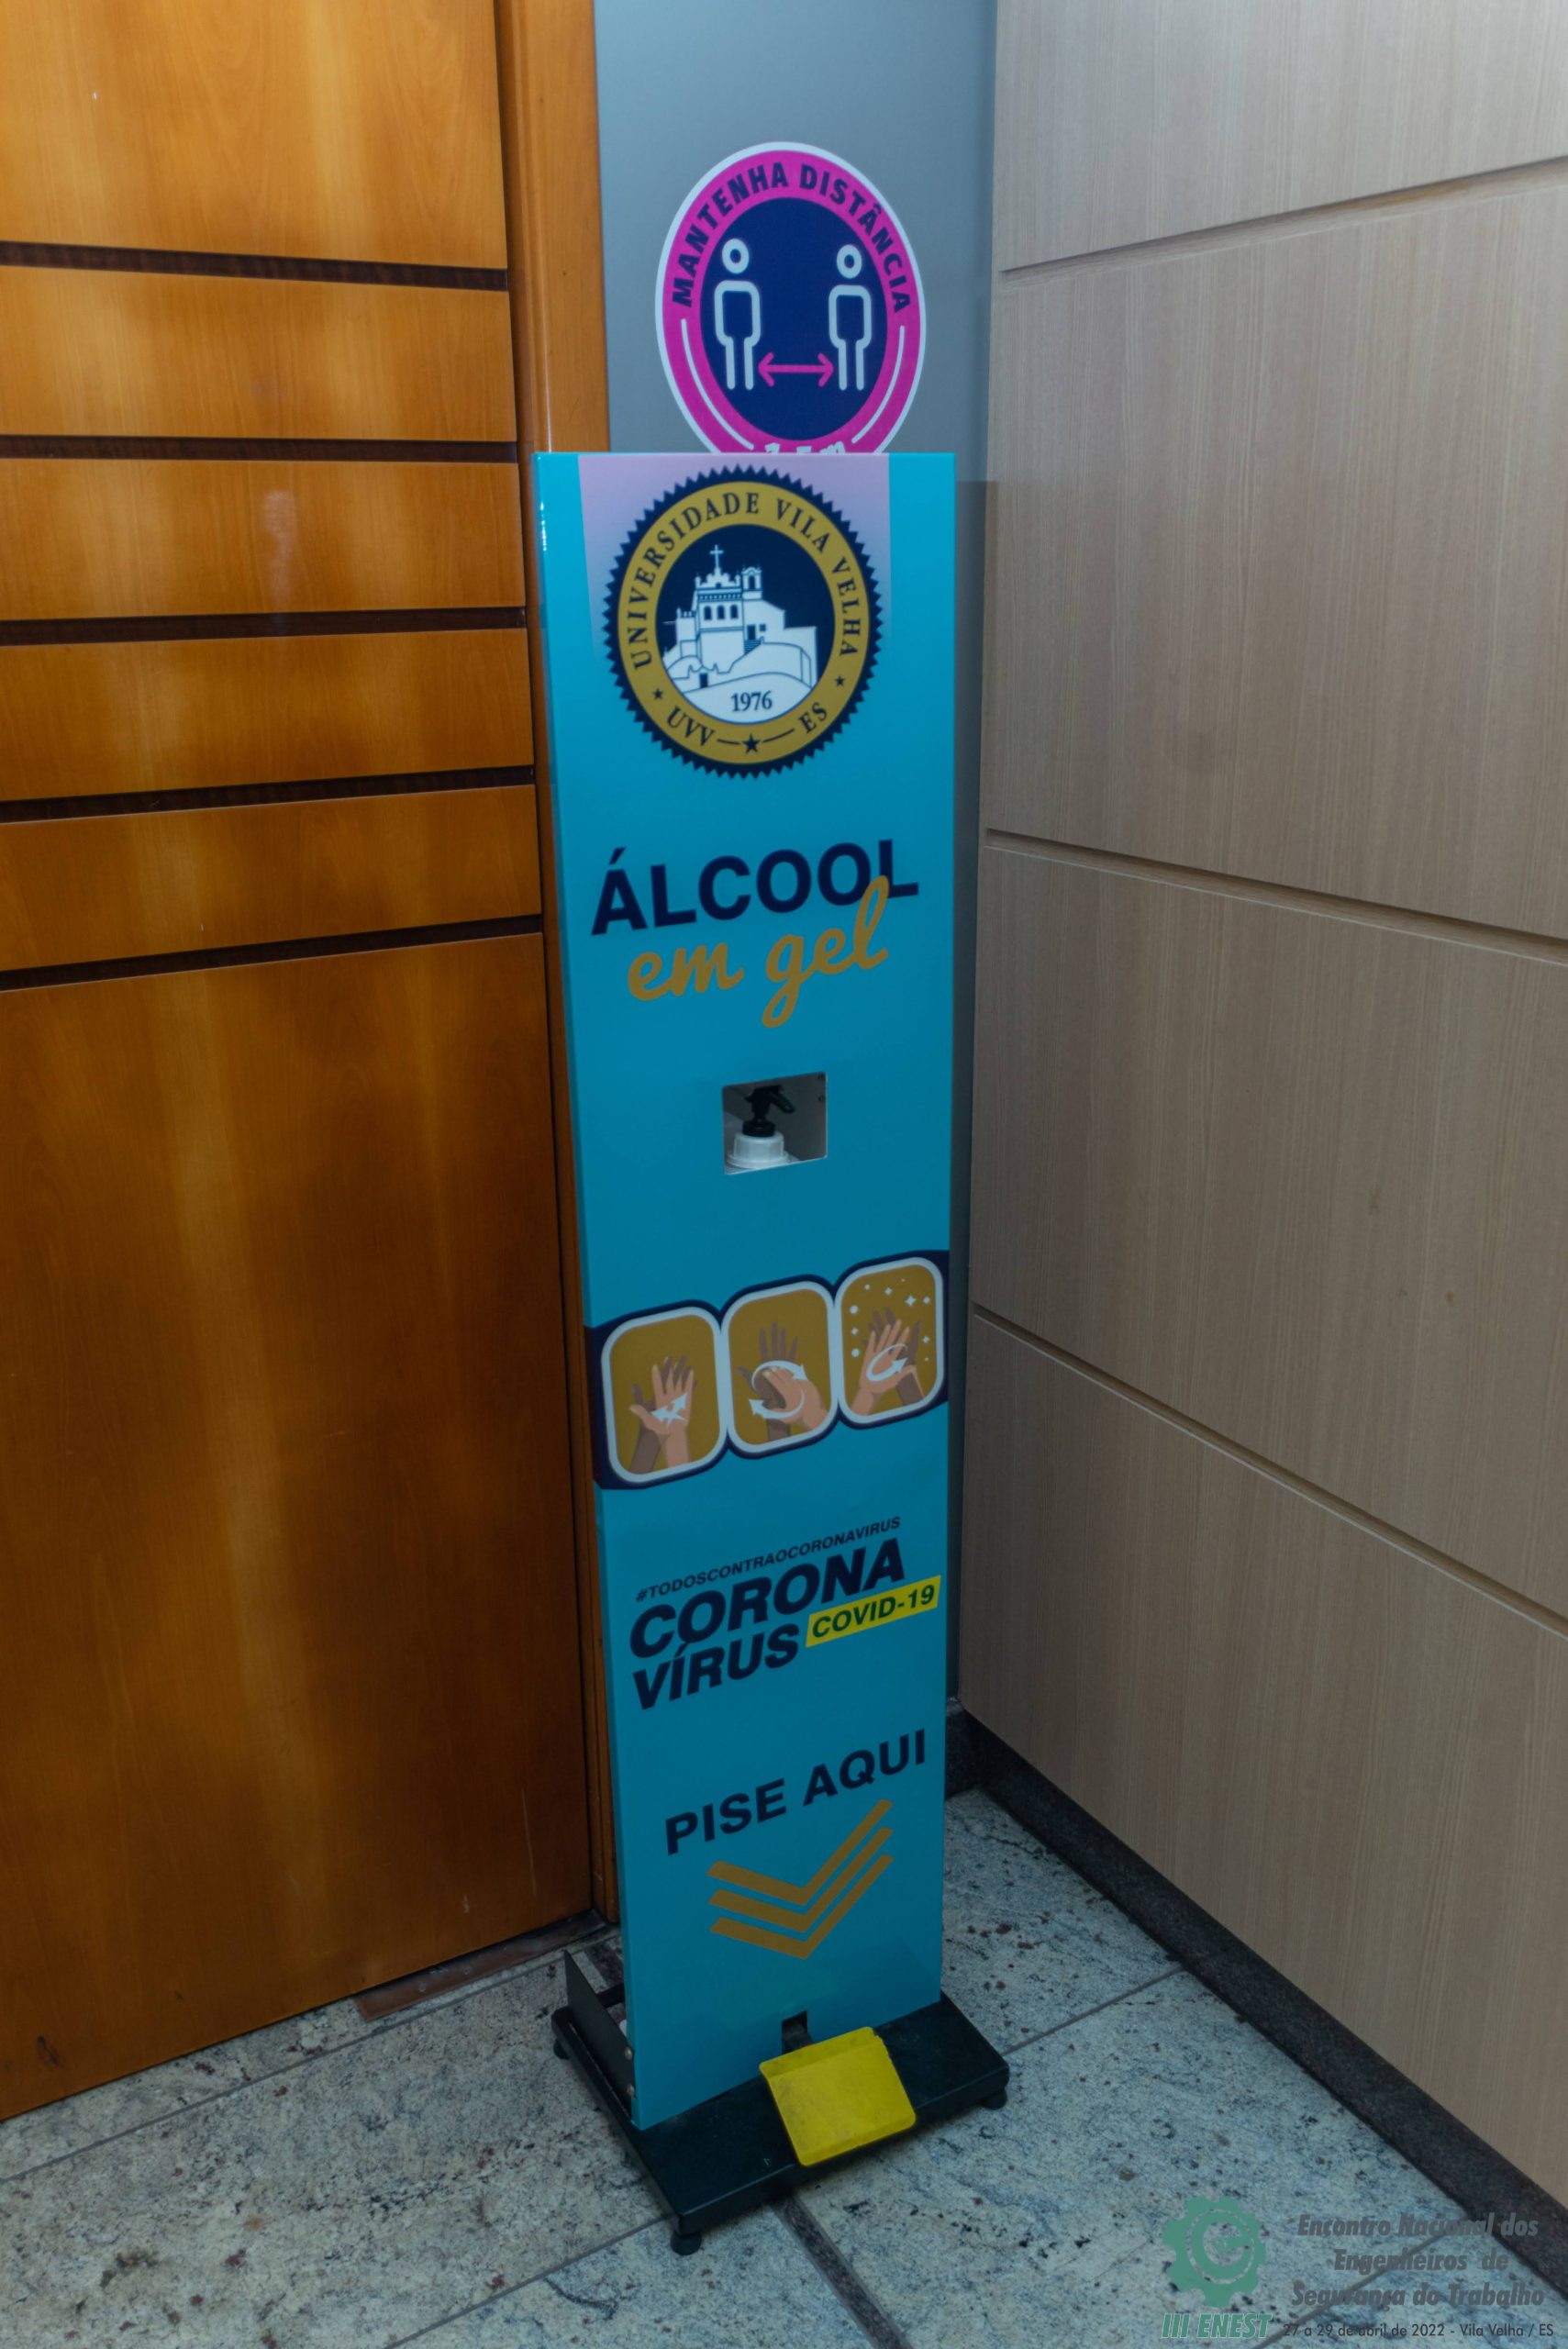 MANTENHA DISTÂNCIA
UNIVERSIDADE VILA VELHA
1976
UVV ES
ÁLCOOL
em gel
#TODOSCONTRAOCORONAVIRUS
CORONA
VÍRUS COVID-19
PISE AQUI
Encontro Nacional dos
Engenheiros de
Segurança do Trabalho
III ENEST 27 a 29 de abril de 2022 - Vila Velha / ES